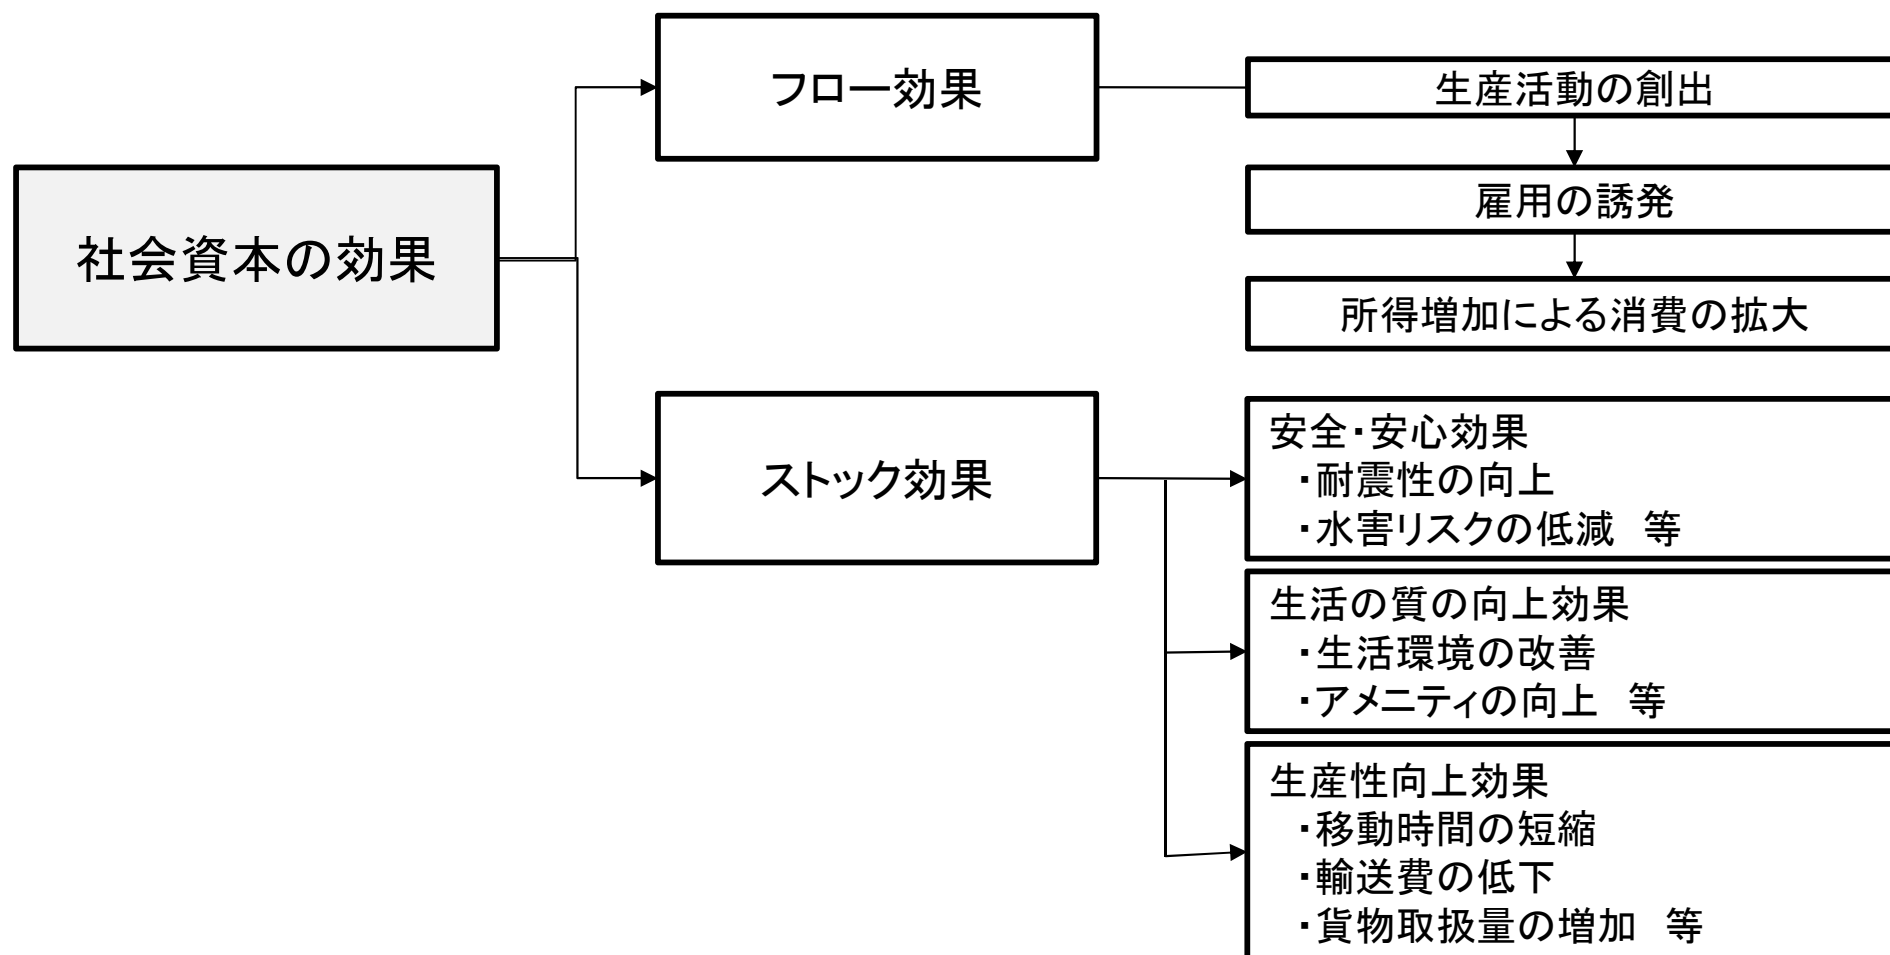 社会資本の効果
フロー効果
生産活動の創出
雇用の誘発
所得増加による消費の拡大
ストック効果
安全・安心効果
・耐震性の向上
・水害リスクの低減　等
生活の質の向上効果
・生活環境の改善
・アメニティの向上　等
生産性向上効果
・移動時間の短縮
・輸送費の低下
・貨物取扱量の増加　等